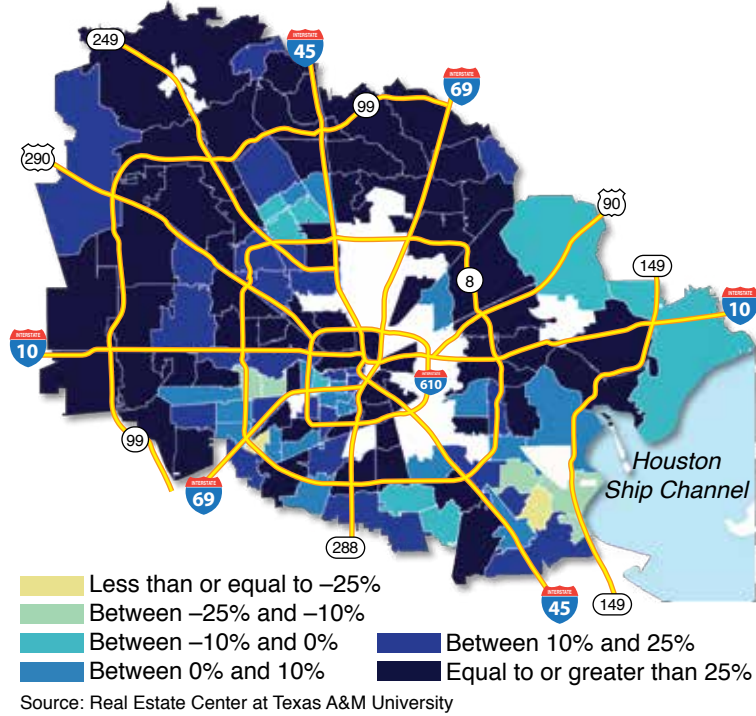 249
INTERSTATE
45
INTERSTATE
69
99
290
90
8
149
INTERSTATE
10
INTERSTATE
10
610
99
Houston
Ship Channel
INTERSTATE
69
288
INTERSTATE
45
149
Less than or equal to –25%
Between –25% and –10%
Between –10% and 0%
Between 0% and 10%
Between 10% and 25%
Equal to or greater than 25%
Source: Real Estate Center at Texas A&M University